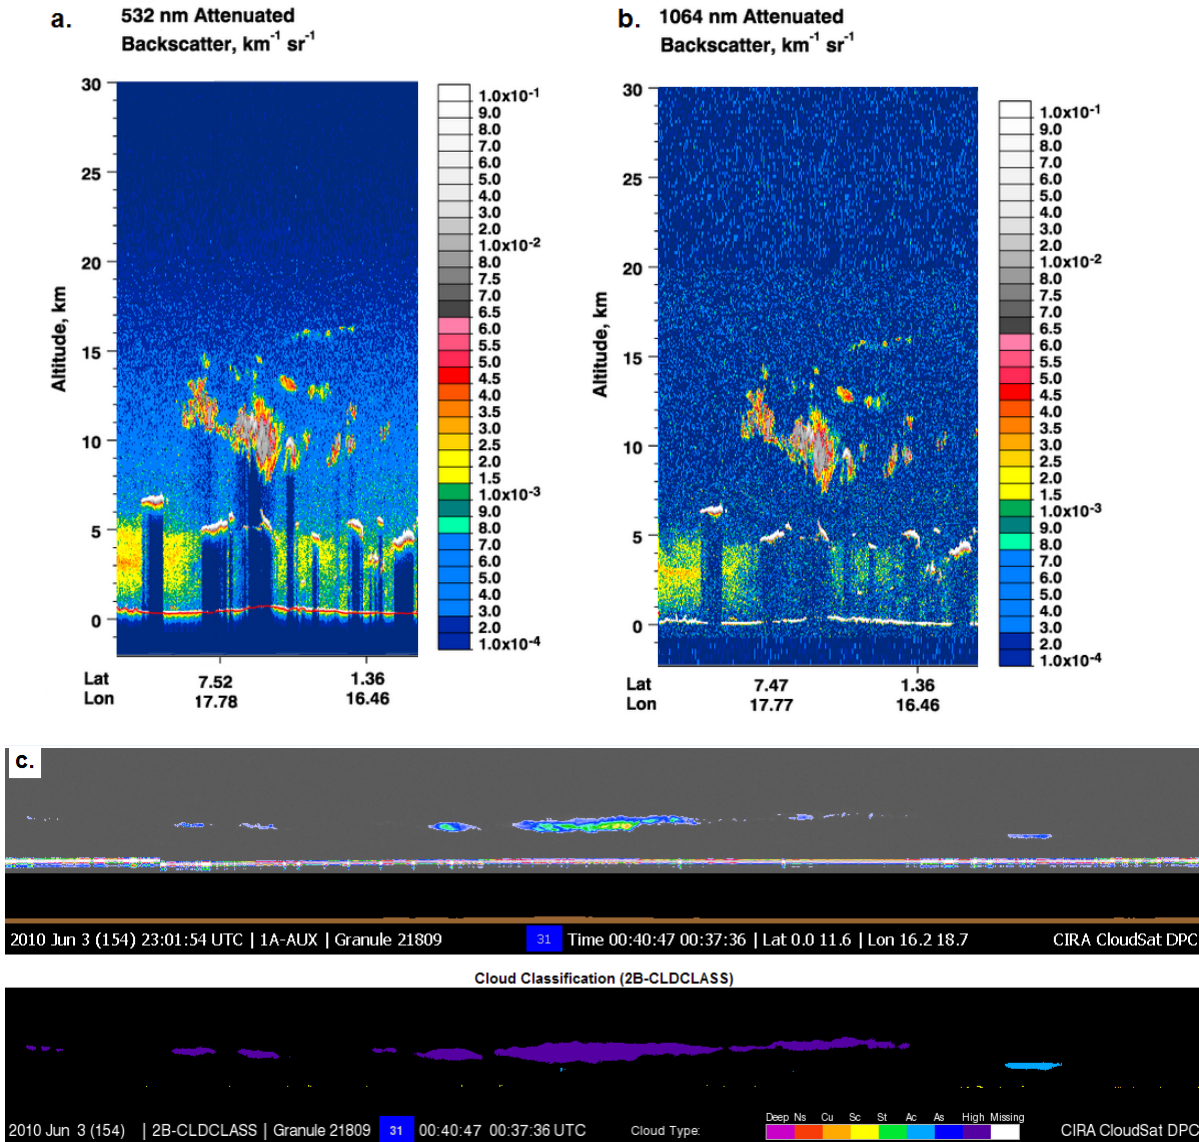 a.
532 nm Attenuated
Backscatter, km-1 sr-1
30
25
20
15
10
5
0
Altitude, km
1.0x10-1
9.0
8.0
7.0
6.0
5.0
4.0
3.0
2.0
1.0x10-2
8.0
7.5
7.0
6.5
6.0
5.5
5.0
4.5
4.0
3.5
3.0
2.5
2.0
1.5
1.0x10-3
9.0
8.0
7.0
6.0
5.0
4.0
3.0
2.0
1.0x10-4
Lat 7.52 1.36
Lon 17.78 16.46
b.
1064 nm Attenuated
Backscatter, km-1 sr-1
30
25
20
15
10
5
0
Altitude, km
1.0x10-1
9.0
8.0
7.0
6.0
5.0
4.0
3.0
2.0
1.0x10-2
8.0
7.5
7.0
6.5
6.0
5.5
5.0
4.5
4.0
3.5
3.0
2.5
2.0
1.5
1.0x10-3
9.0
8.0
7.0
6.0
5.0
4.0
3.0
2.0
1.0x10-4
Lat 7.47 1.36
Lon 17.77 16.46
c.
2010 Jun 3 (154) 23:01:54 UTC | 1A-AUX | Granule 21809 31 Time 00:40:47 00:37:36 | Lat 0.0 11.6 | Lon 16.2 18.7 CIRA CloudSat DPC
Cloud Classification (2B-CLDCLASS)
Deep Ns Cu Sc St Ac As High Missing
2010 Jun 3 (154) | 2B-CLDCLASS | Granule 21809 31 00:40:47 00:37:36 UTC Cloud Type: CIRA CloudSat DPC